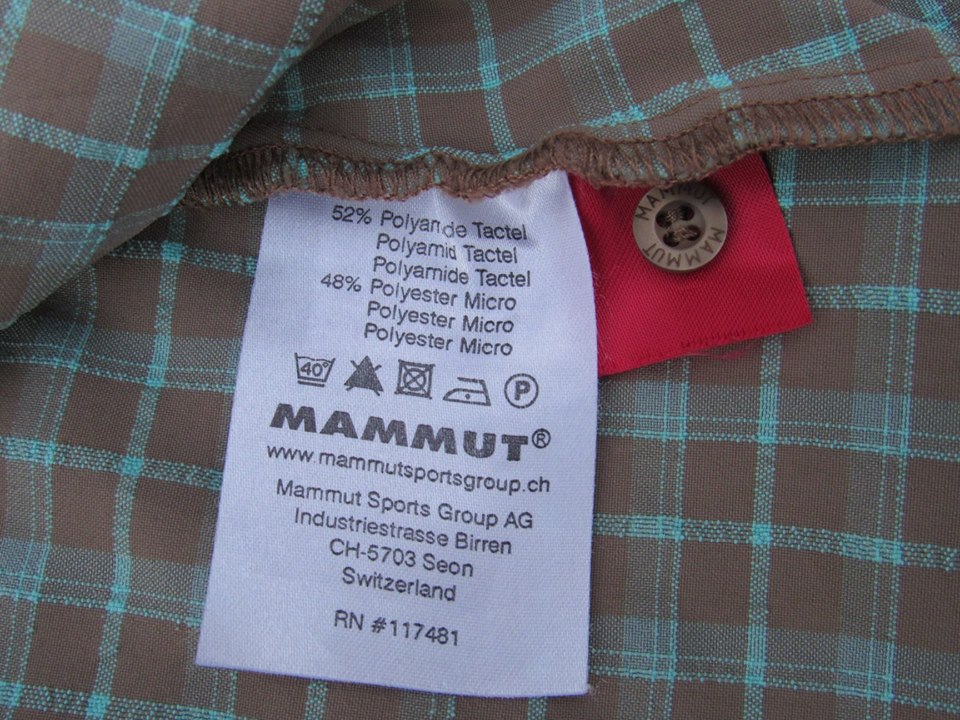 52% Polyamide Tactel
Polyamid Tactel
Polyamide Tactel
48% Polyester Micro
Polyester Micro
Polyester Micro
40°
P
MAMMUT®
www.mammutsportsgroup.ch
Mammut Sports Group AG
Industriestrasse Birren
CH-5703 Seon
Switzerland
RN #117481
MAMMUT MAMMUT